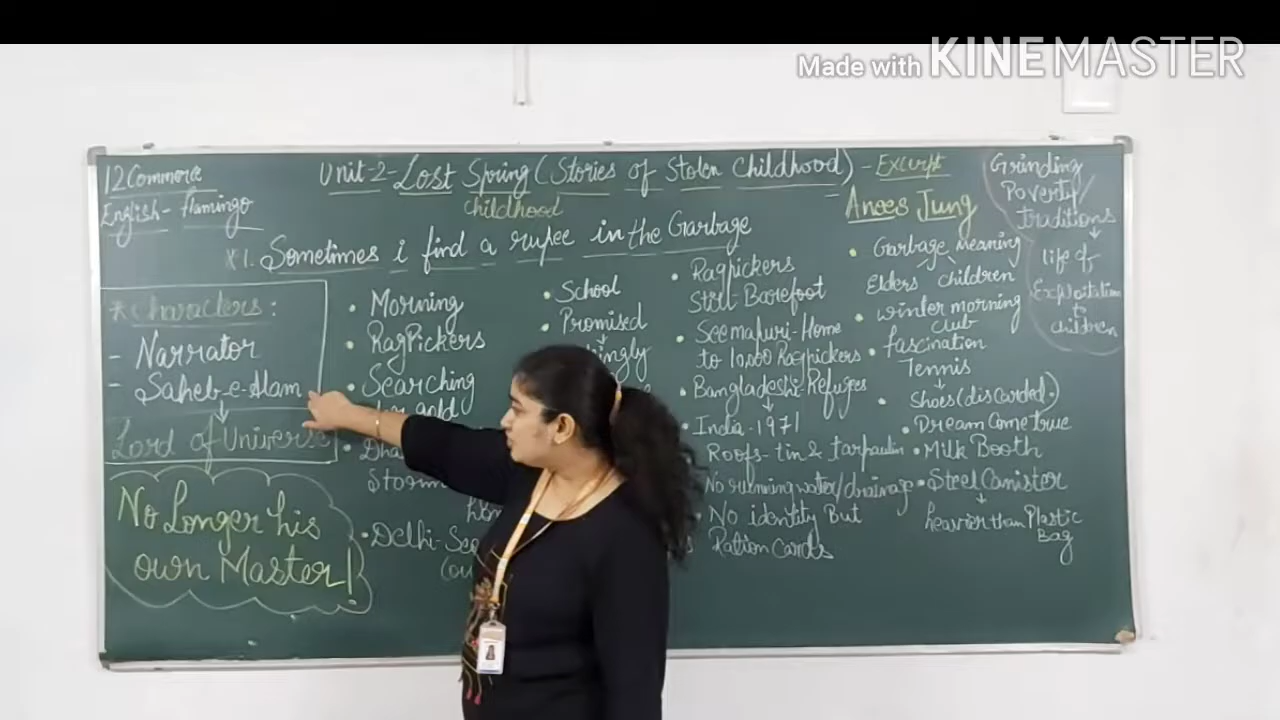 Made with KINEMASTER
12 Commerce
English - Flamingo
Unit-2- Lost Spring (Stories of Stolen Childhood) - Excerpt
childhood
Anees Jung
*1. Sometimes i find a rupee in the Garbage
*Characters:
- Narrator
- Saheb-e-Alam
Lord of Universe
No Longer his
own Master!
• Morning
• RagPickers
• Searching
gold
Storm
• Delhi-
• School
• Promised
• Ragpickers
Still-Barefoot
• Seemapuri-Home
to 10,000 Ragpickers
• Bangladeshi-Refugees
• India-1971
Roofs-tin & tarpaulin
No running water/drainage
• No identity But
Ration Cards
• Garbage meaning
Elders children
• winter morning
club
• fascination
Tennis
• Shoes (discarded.)
• Dream Come true
• Milk Booth
• Steel Canister
heavier than Plastic
Bag
Grinding
Poverty/
traditions
life of
Exploitation
to
children